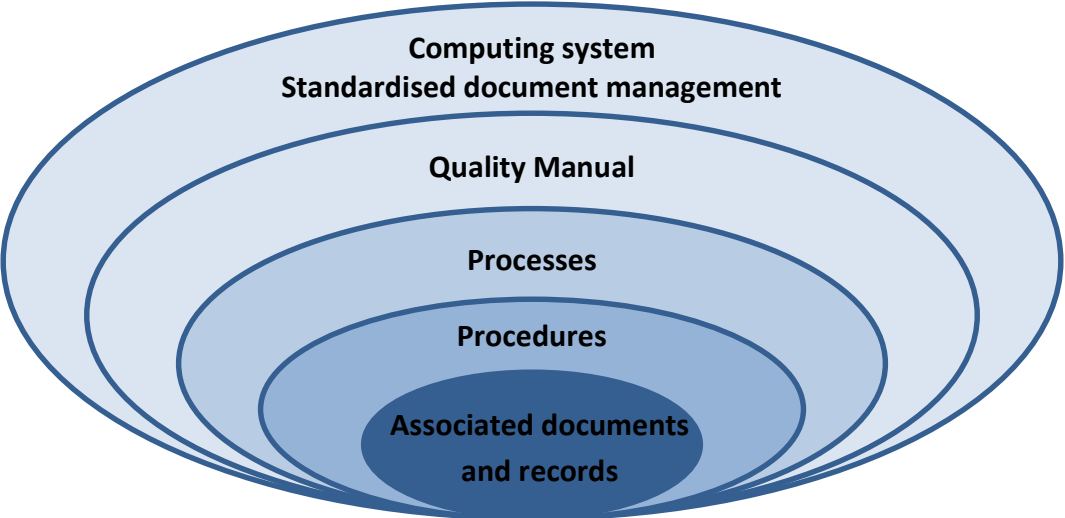 Computing system
Standardised document management
Quality Manual
Processes
Procedures
Associated documents
and records